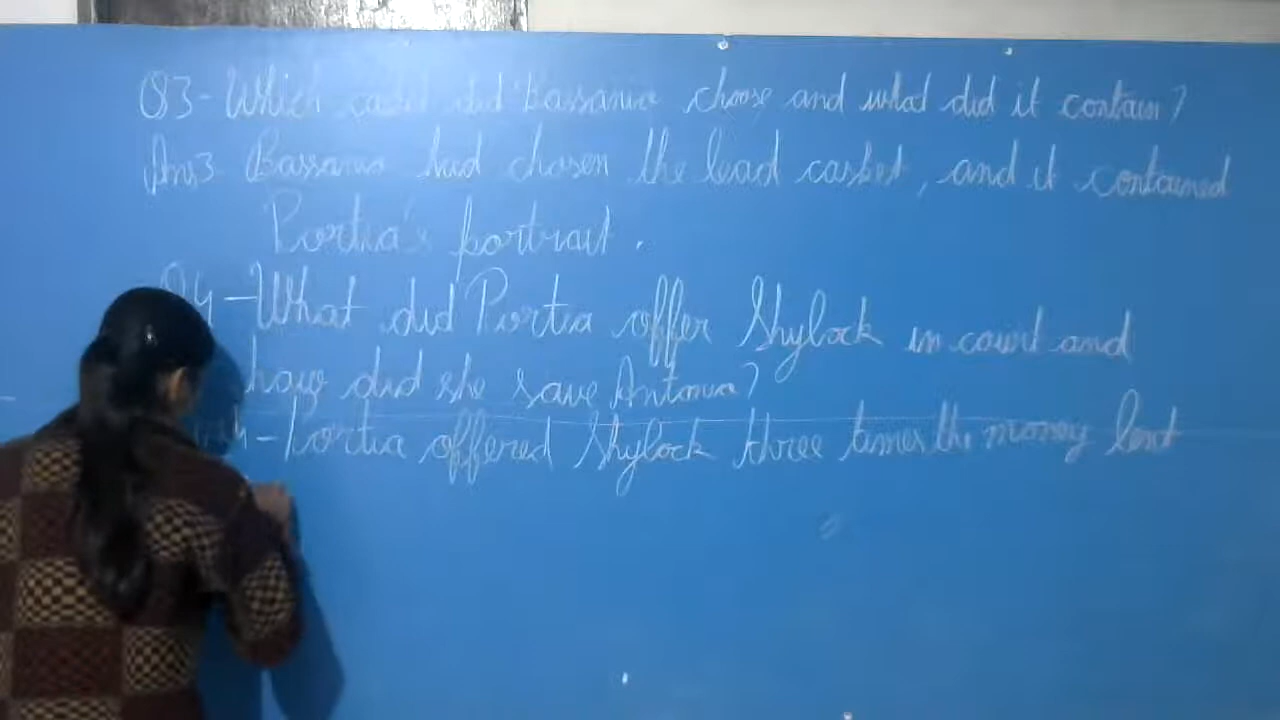 Q3- Which casket did Bassanio choose and what did it contain?
Ans3 Bassanio had chosen the lead casket, and it contained
Portia's portrait.
Q4-What did Portia offer Shylock in court and
how did she save Antonio?
-Portia offered Shylock three times the money lent